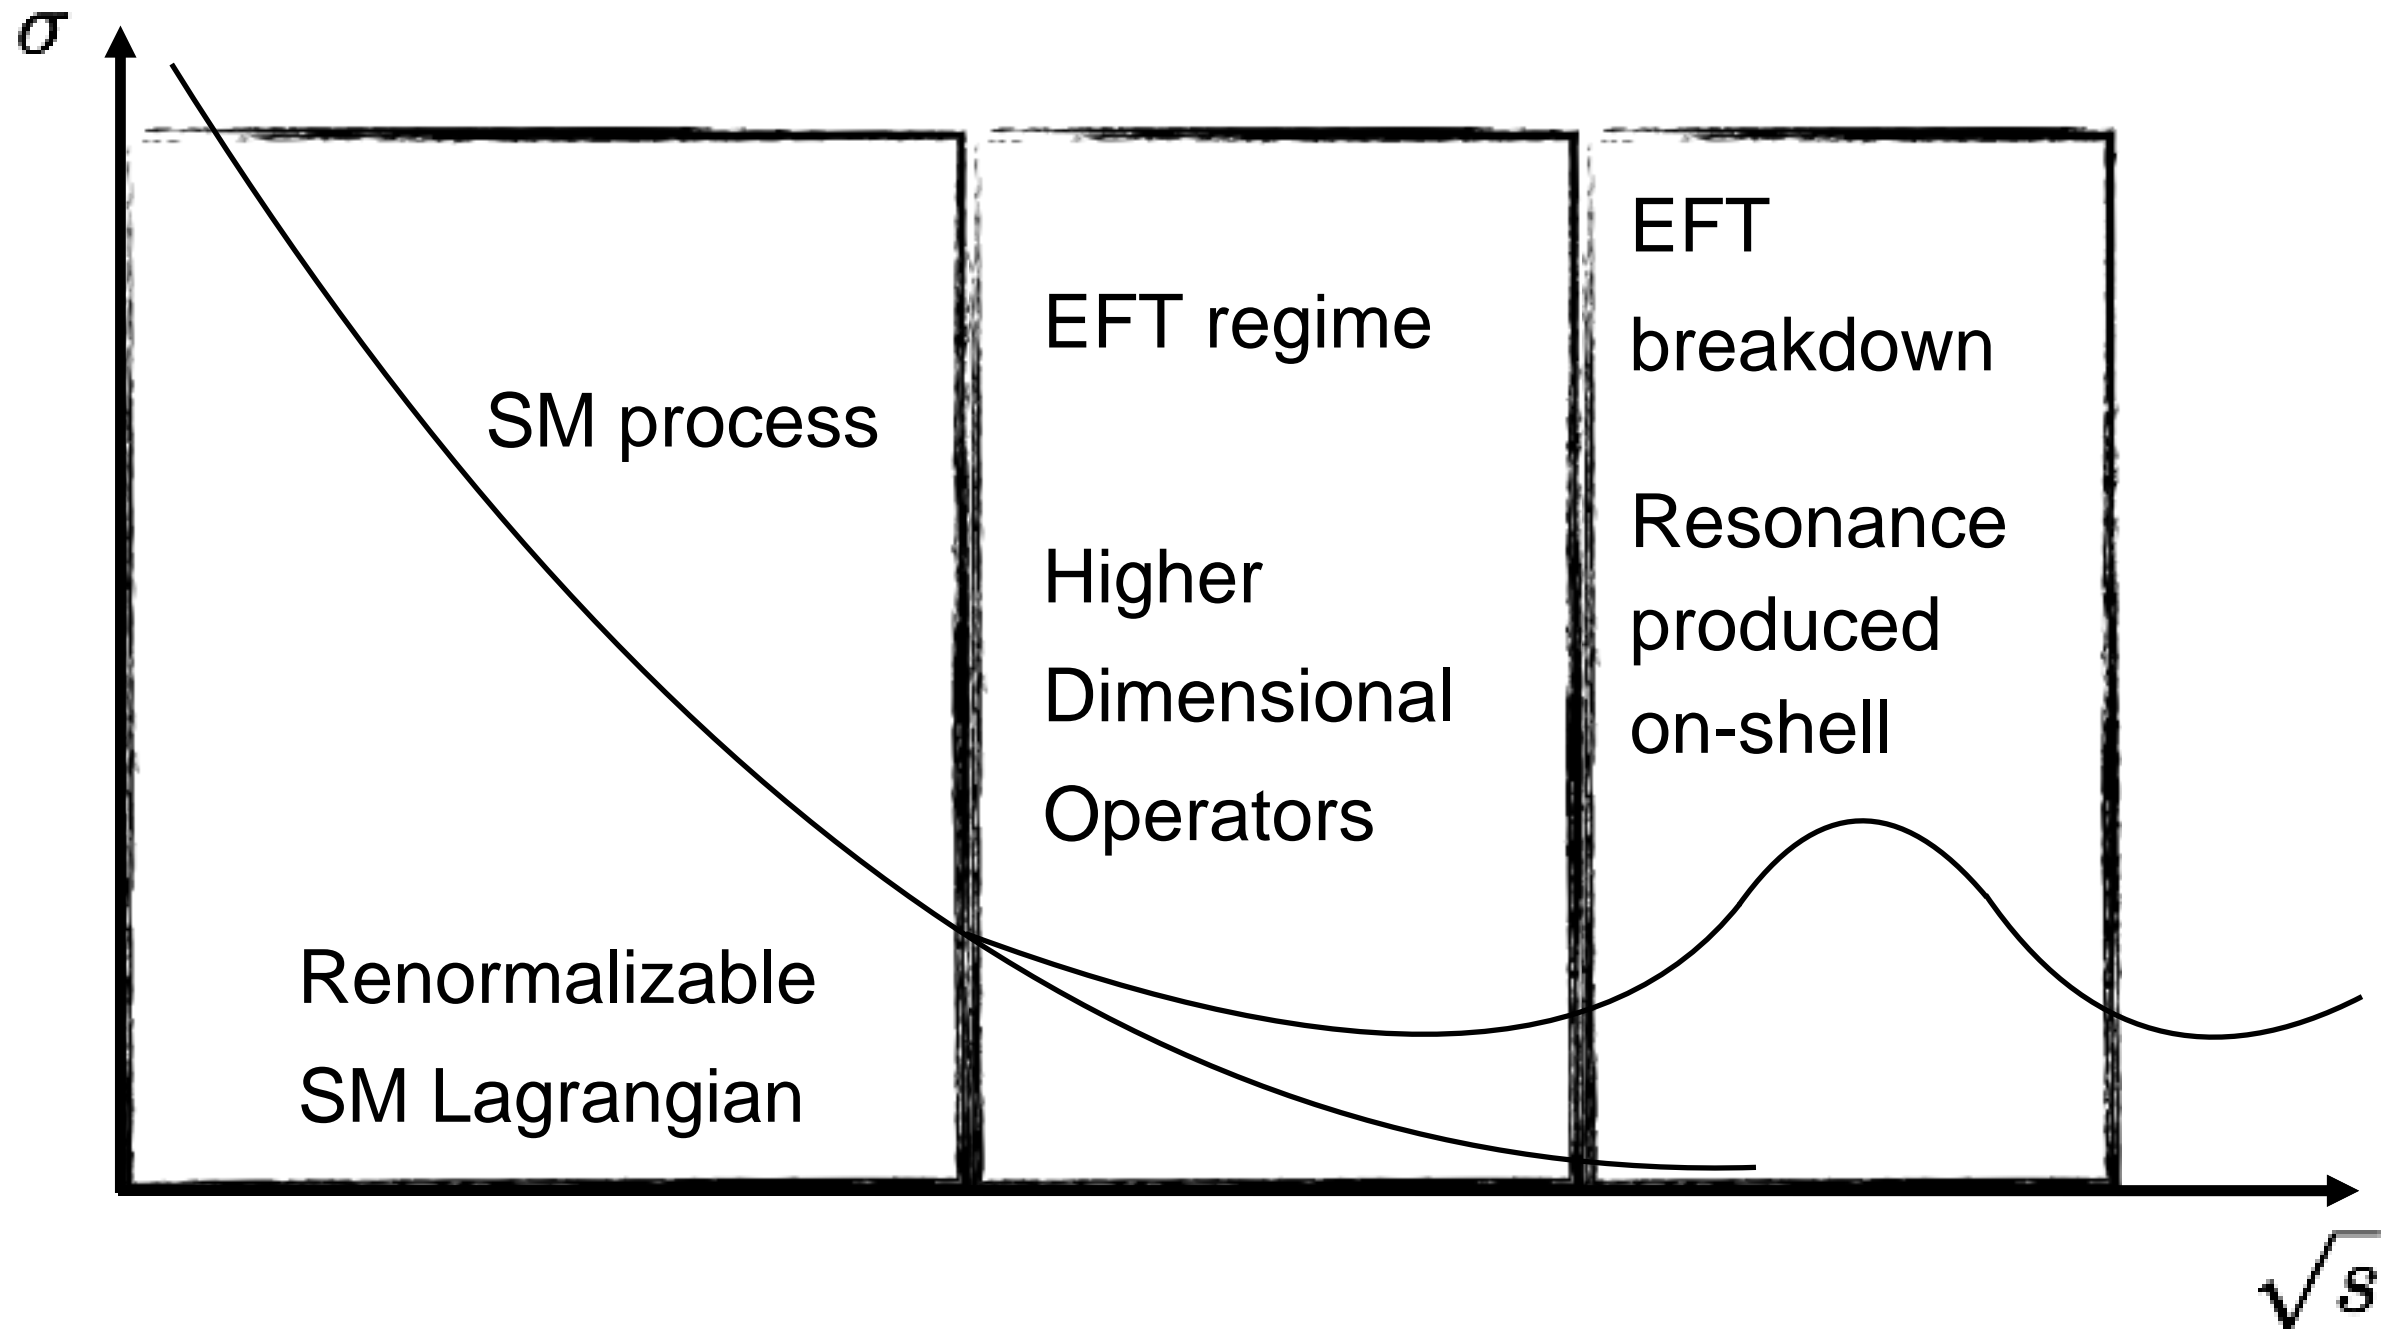 σ
SM process
Renormalizable
SM Lagrangian
EFT regime
Higher
Dimensional
Operators
EFT
breakdown
Resonance
produced
on-shell
√s